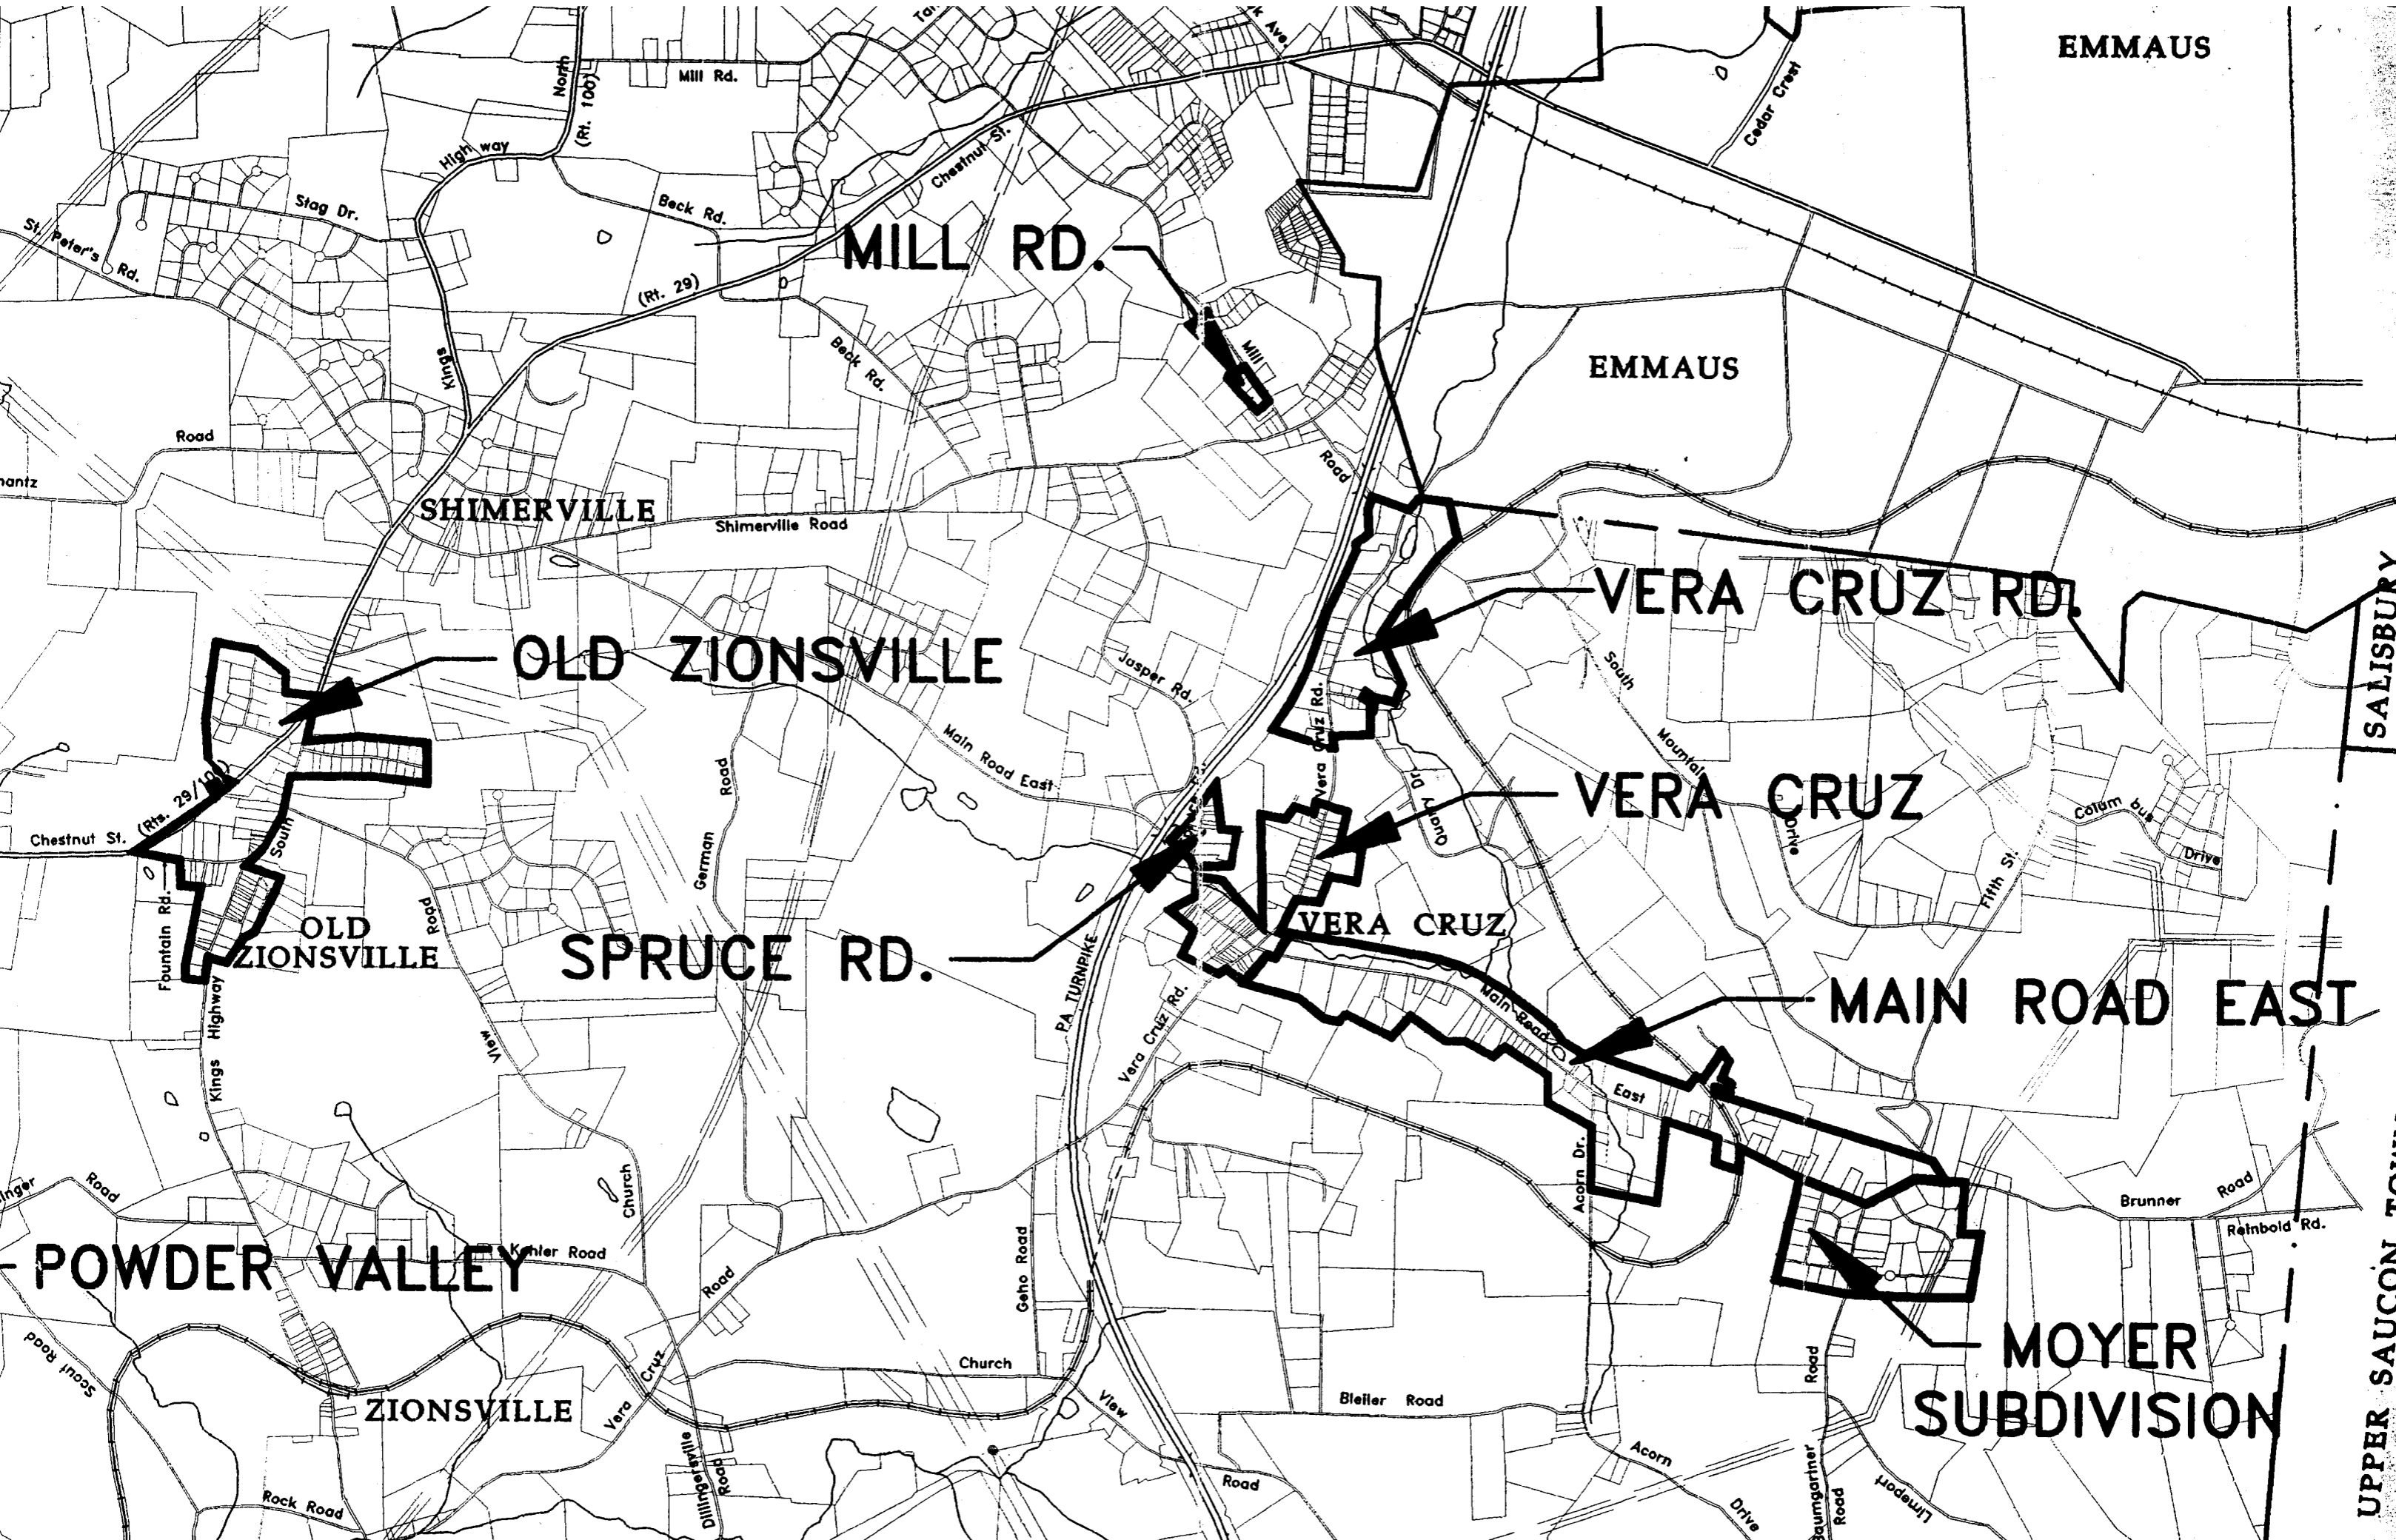 EMMAUS
Ave.
North
(Rt. 100)
Mill Rd.
Cedar Crest
High way
Chestnut St.
Stag Dr.
Beck Rd.
St. Peter's Rd.
MILL RD.
(Rt. 29)
Kings
Beck Rd.
Mill
EMMAUS
Road
Road
SHIMERVILLE
Shimerville Road
VERA CRUZ RD.
SALISBURY
OLD ZIONSVILLE
Jasper Rd.
South
Cruz Rd.
Vera
Main Road East
Mountain
Drive
Road
German
Quarry Dr.
VERA CRUZ
Colum bus
Drive
(Rts. 29/100)
Chestnut St.
South
Fifth St.
Fountain Rd.
Road
View
OLD
ZIONSVILLE
VERA CRUZ
SPRUCE RD.
PA TURNPIKE
Main Road
East
MAIN ROAD EAST
Kings Highway
Vera Cruz Rd.
Church
Acorn Dr.
Road
Brunner Road
Reinbold Rd.
POWDER VALLEY
Kohler Road
Road
Geho Road
MOYER
SUBDIVISION
UPPER SAUCON
Scout Road
Church
View
Road
Bleiler Road
Road
ZIONSVILLE
Vera Cruz
Dillingersville
Road
Rock Road
Acorn
Drive
Baumgartner
Road
Limeport